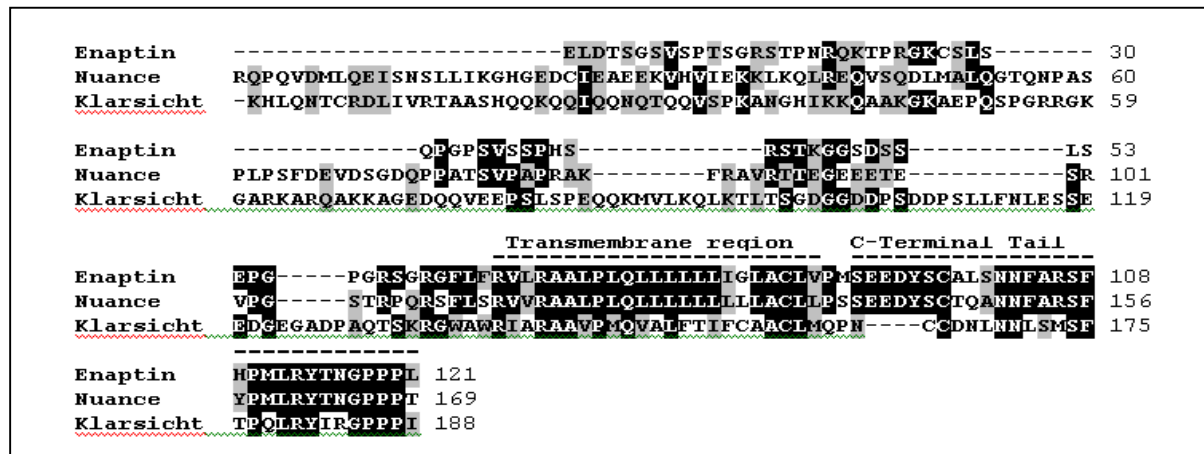 Enaptin -----------------------ELDTSGSVSPTSGRSTPNRQKTPRGKCSLS------- 30
Nuance RQPQVDMLQEISNSLLIKGHGEDCIEAEEKVHVIEKKLKQLREQVSQDLMALQGTQNPAS 60
Klarsicht -KHLQNTCRDLIVRTAASHQQKQQIQQNQTQQVSPKANGHIKKQAAKGKAEPQSPGRRGK 59
Enaptin -------------QPGPSVSSPHS-------------RSTKGGSDSS-----------LS 53
Nuance PLPSFDEVDSGDQPPATSVPAPRAK--------FRAVRTTEGEEETE-----------SR 101
Klarsicht GARKARQAKKAGEDQQVEEPSLSPEQQKMVLKQLKTLTSGDGGDDPSDDPSLLFNLESSE 119
Transmembrane region C-Terminal Tail
Enaptin EPG-----PGRSGRGFLFRVLRAALPLQLLLLLLIGLACLVPMSEEDYSCALSNNFARSF 108
Nuance VPG-----STRPQRSFLSRVVRAALPLQLLLLLLLLLACLLPSSEEDYSCTQANNFARSF 156
Klarsicht EDGEGADPAQTSKRGWAWRIARAAVPMQVALFTIFCAACLMQPN----CCDNLNNLSMSF 175
Enaptin HPMLRYTNGPPPL 121
Nuance YPMLRYTNGPPPT 169
Klarsicht TPQLRYIRGPPPI 188